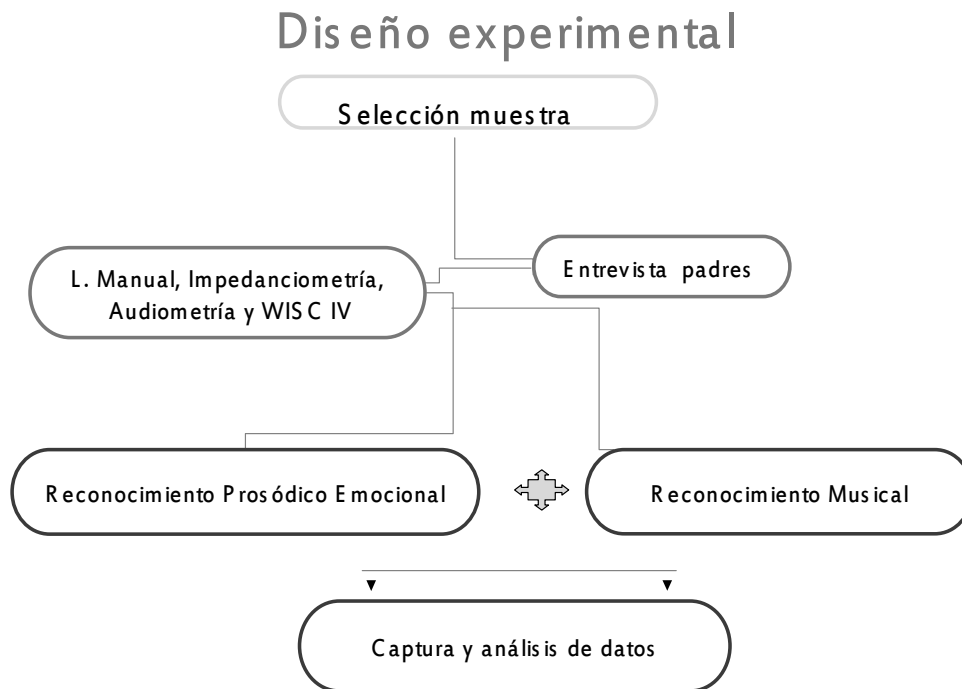 Diseño experimental
Selección muestra
L. Manual, Impedanciometría,
Audiometría y WISC IV
Entrevista padres
Reconocimiento Prosódico Emocional
Reconocimiento Musical
Captura y análisis de datos